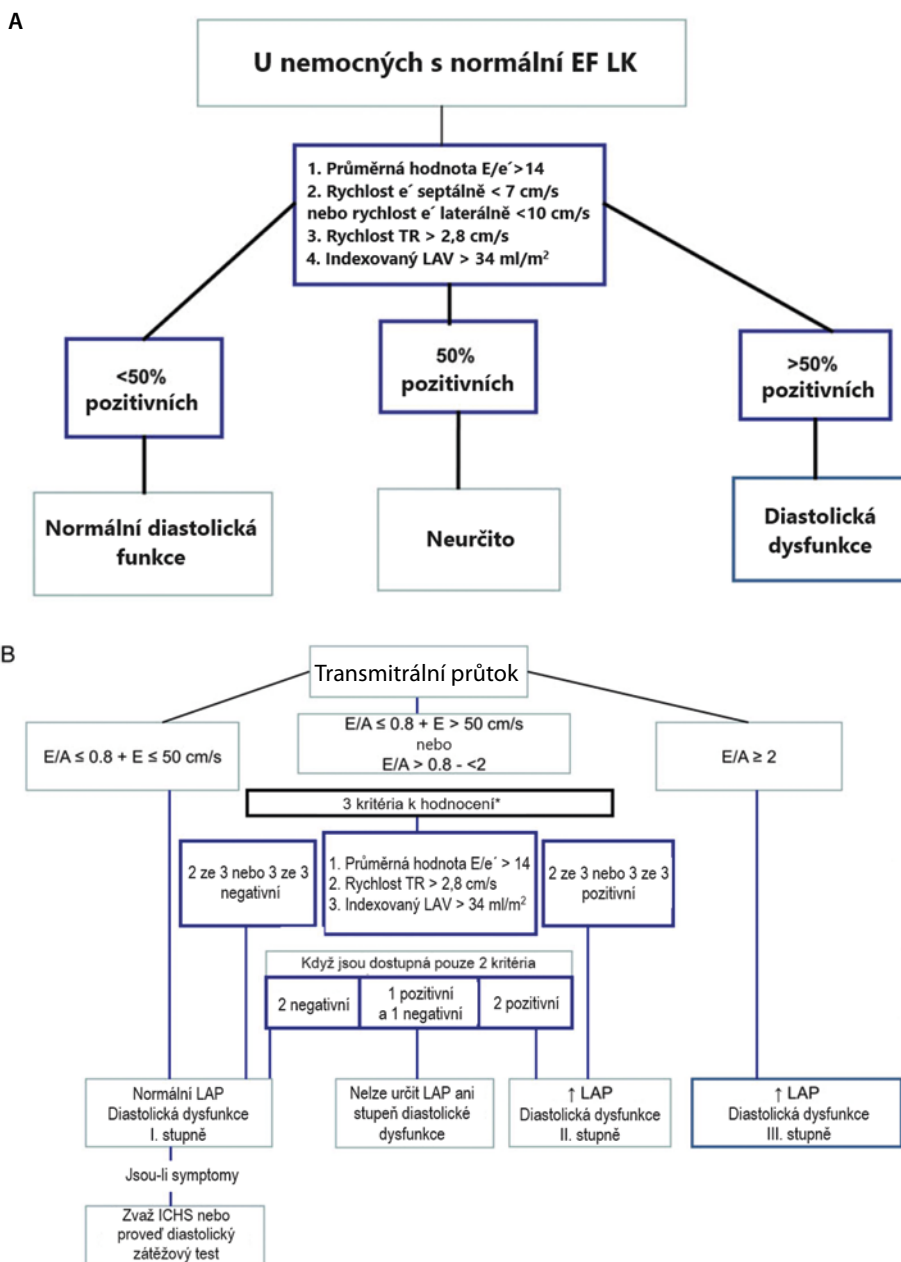 A
U nemocných s normální EF LK
1. Průměrná hodnota E/e´>14
2. Rychlost e´ septálně < 7 cm/s
nebo rychlost e´ laterálně <10 cm/s
3. Rychlost TR > 2,8 cm/s
4. Indexovaný LAV > 34 ml/m²
<50%
pozitivních
50%
pozitivních
>50%
pozitivních
Normální diastolická
funkce
Neurčito
Diastolická
dysfunkce
B
Transmitrální průtok
E/A ≤ 0.8 + E ≤ 50 cm/s
E/A ≤ 0.8 + E > 50 cm/s
nebo
E/A > 0.8 - <2
E/A ≥ 2
3 kritéria k hodnocení*
2 ze 3 nebo 3 ze 3
negativní
1. Průměrná hodnota E/e´ > 14
2. Rychlost TR > 2,8 cm/s
3. Indexovaný LAV > 34 ml/m²
2 ze 3 nebo 3 ze 3
pozitivní
Když jsou dostupná pouze 2 kritéria
2 negativní
1 pozitivní
a 1 negativní
2 pozitivní
Normální LAP
Diastolická dysfunkce
I. stupně
Nelze určit LAP ani
stupeň diastolické
dysfunkce
↑ LAP
Diastolická dysfunkce
II. stupně
↑ LAP
Diastolická dysfunkce
III. stupně
Jsou-li symptomy
Zvaž ICHS nebo
proveď diastolický
zátěžový test